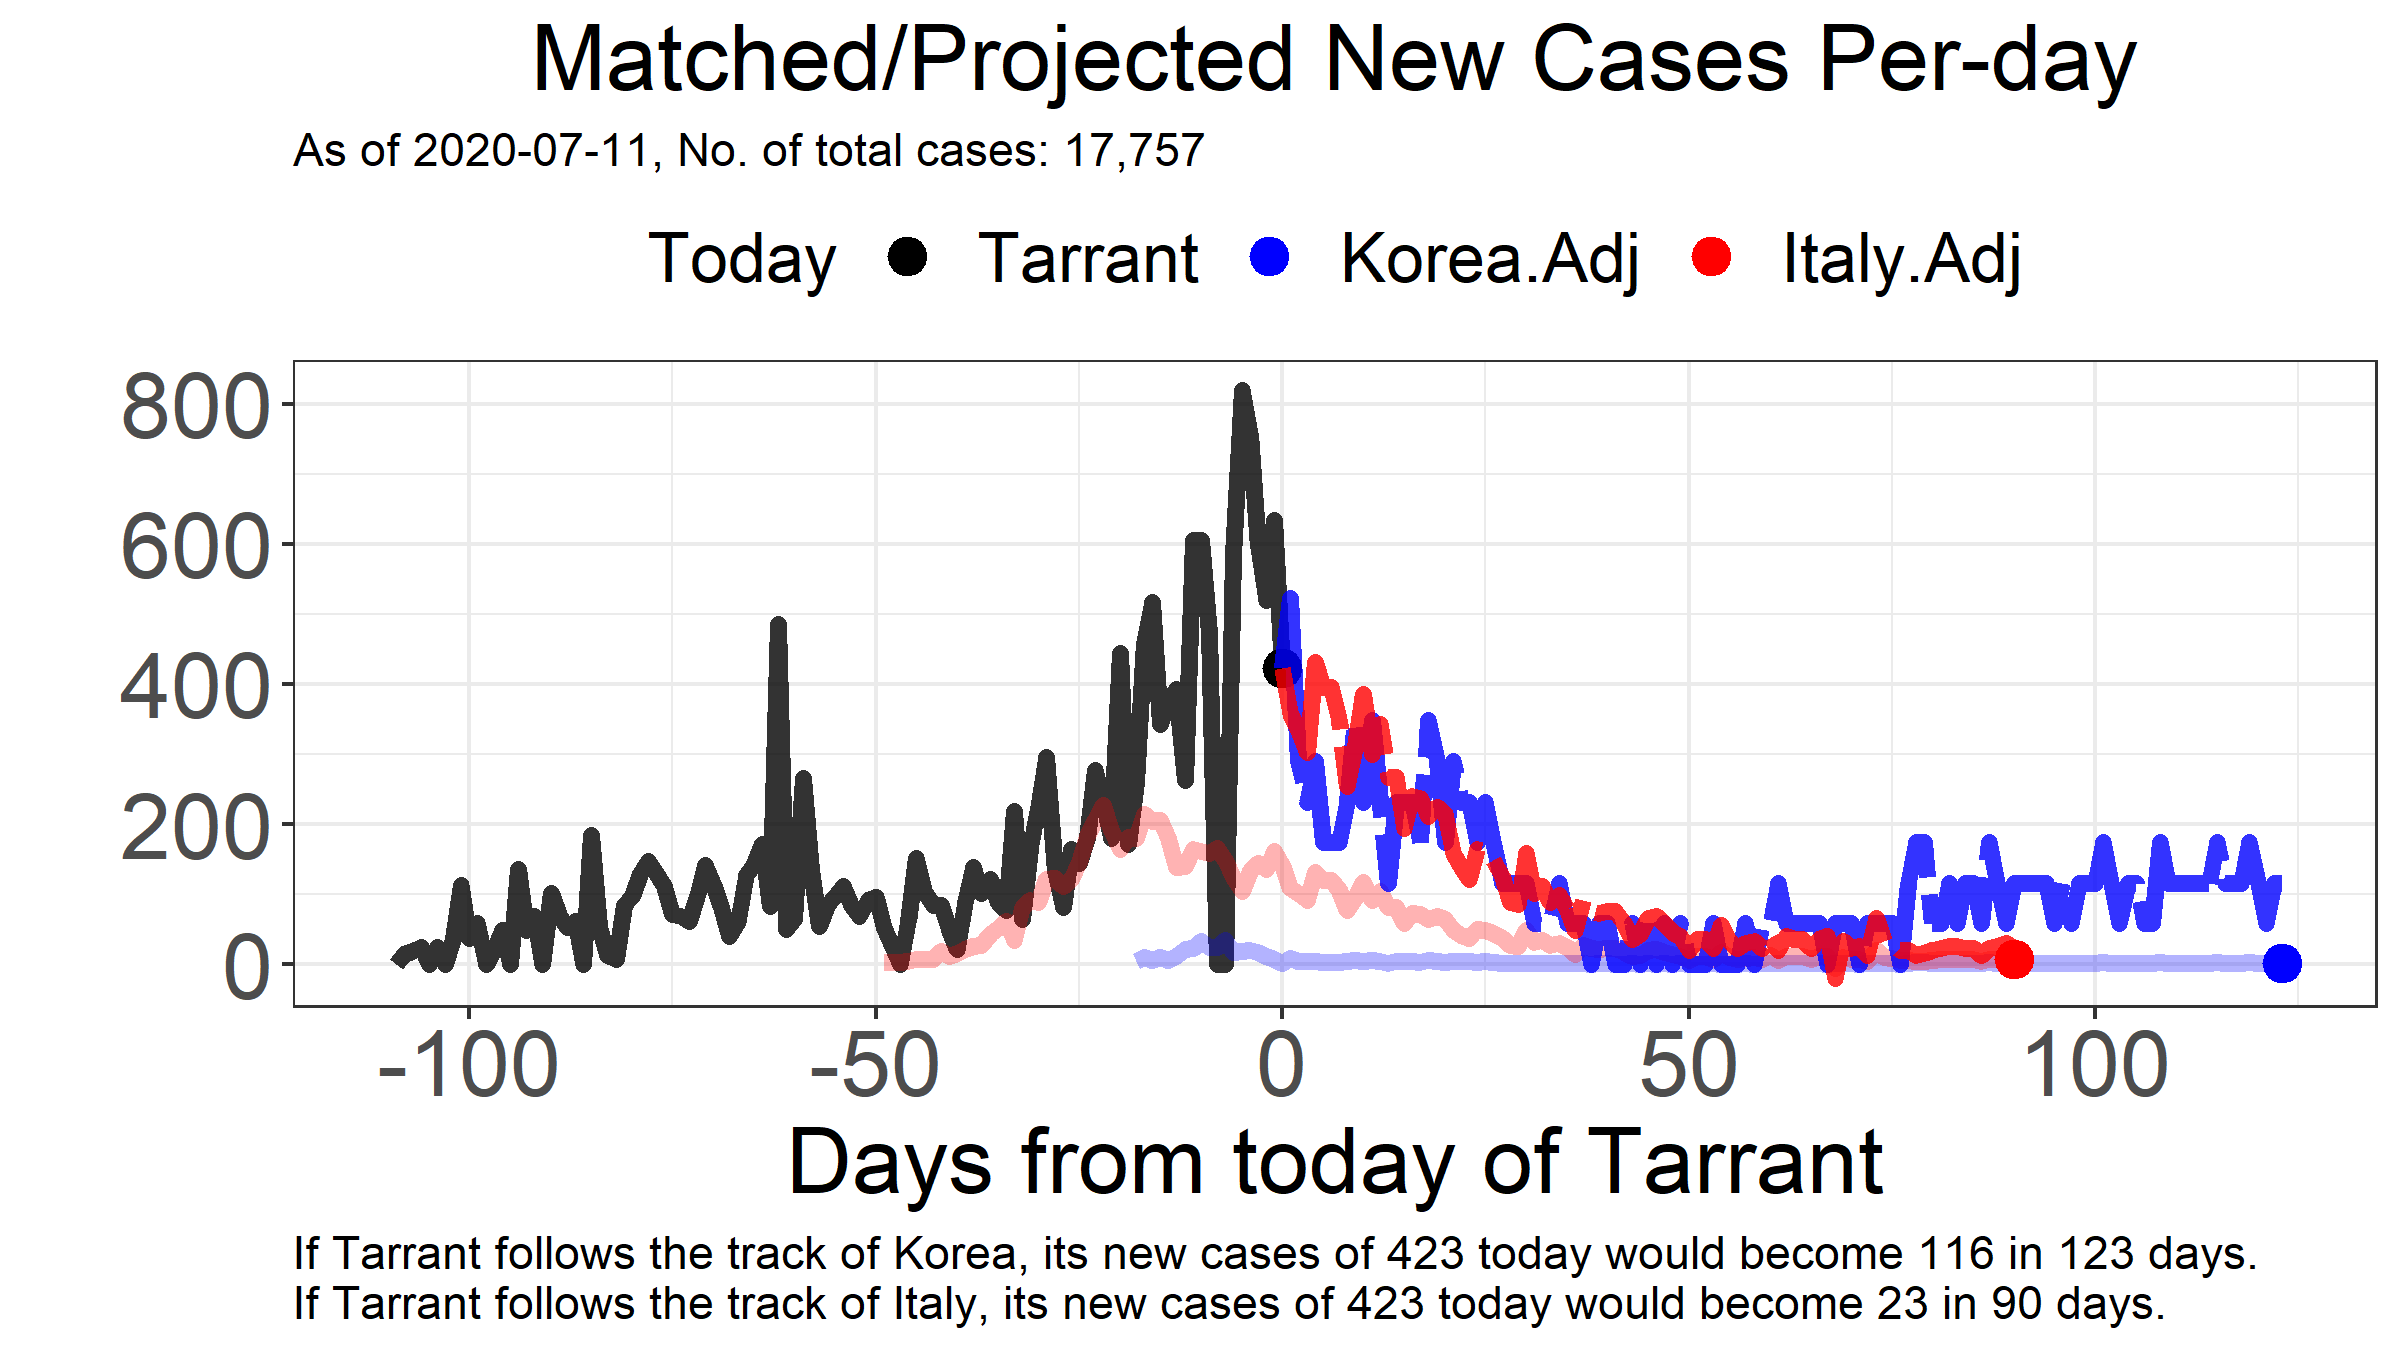 Matched/Projected New Cases Per-day
As of 2020-07-11, No. of total cases: 17,757
Today Tarrant Korea.Adj Italy.Adj
800
600
400
200
0
-100 -50 0 50 100
Days from today of Tarrant
If Tarrant follows the track of Korea, its new cases of 423 today would become 116 in 123 days.
If Tarrant follows the track of Italy, its new cases of 423 today would become 23 in 90 days.